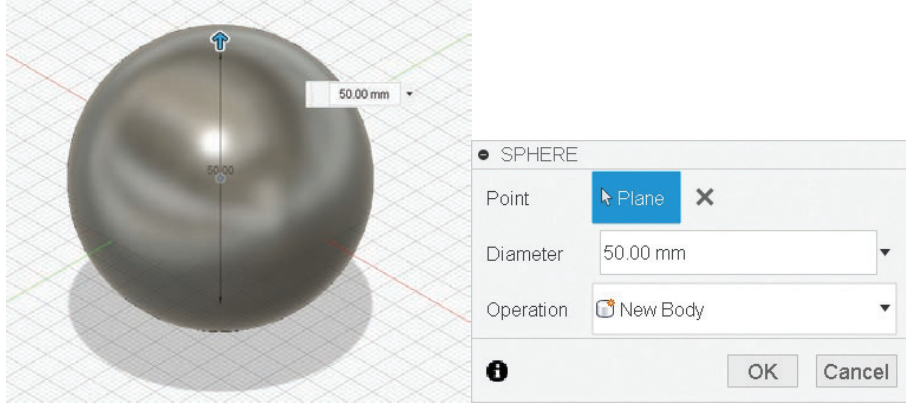 50.00 mm
50.00
SPHERE
Point Plane
Diameter 50.00 mm
Operation New Body
OK Cancel